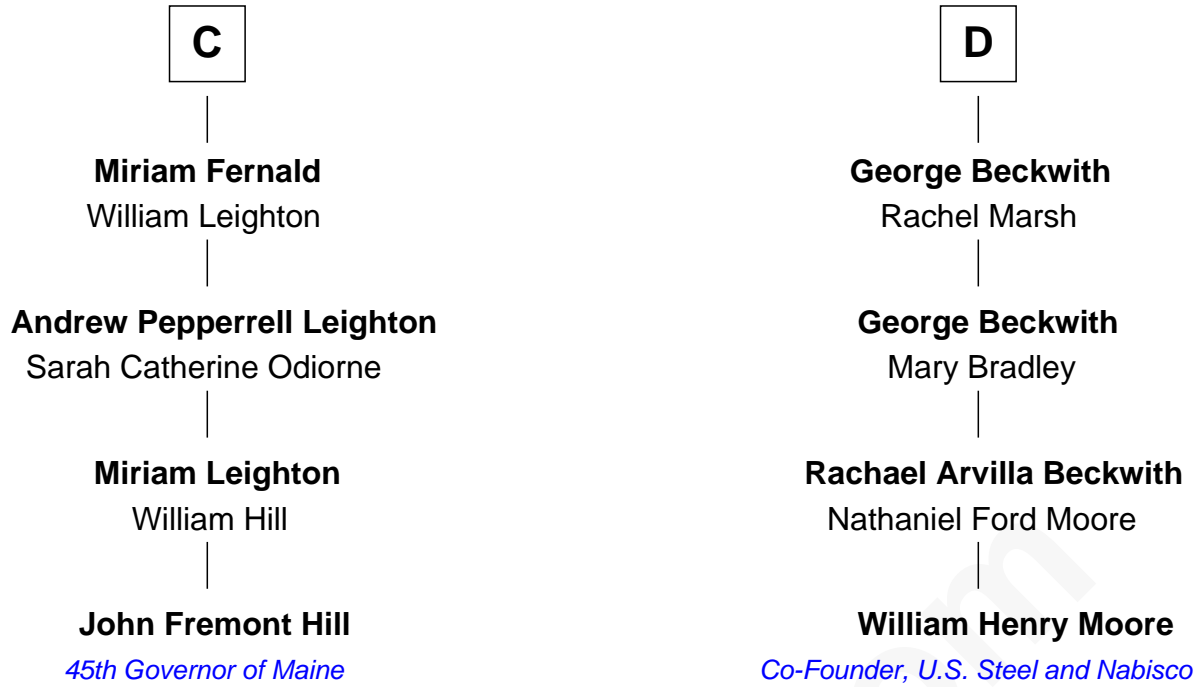 C
Miriam Fernald
William Leighton
Andrew Pepperrell Leighton
Sarah Catherine Odiorne
Miriam Leighton
William Hill
John Fremont Hill
45th Governor of Maine
D
George Beckwith
Rachel Marsh
George Beckwith
Mary Bradley
Rachael Arvilla Beckwith
Nathaniel Ford Moore
William Henry Moore
Co-Founder, U.S. Steel and Nabisco